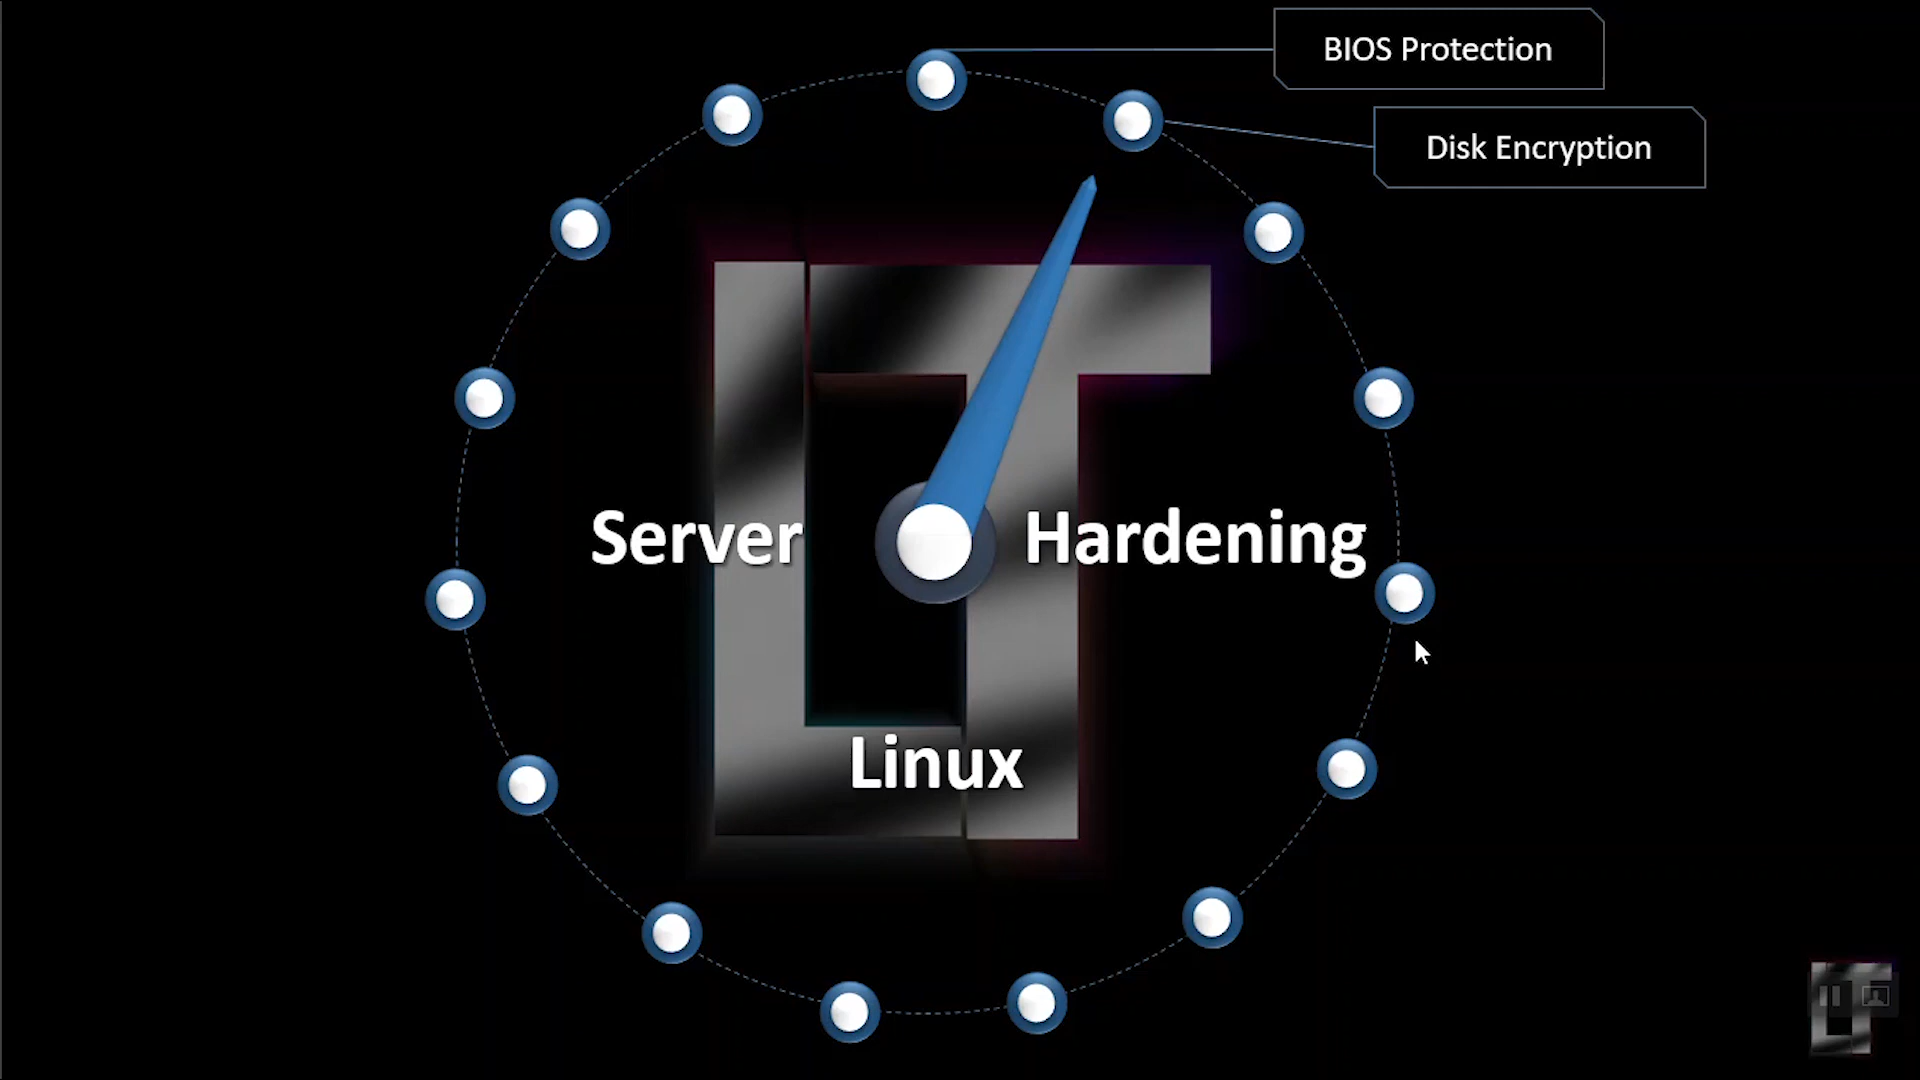 BIOS Protection
Disk Encryption
Server Hardening
Linux